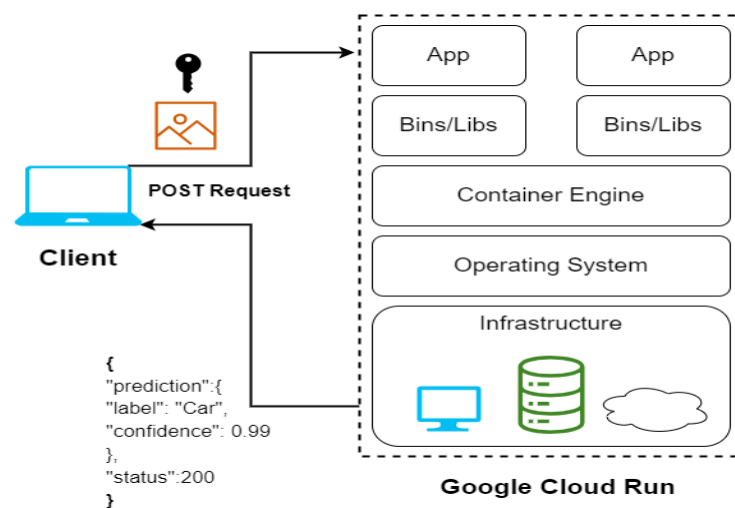 App
App
Bins/Libs
Bins/Libs
POST Request
Container Engine
Client
Operating System
Infrastructure
{
"prediction":{
"label": "Car",
"confidence": 0.99
},
"status":200
}
Google Cloud Run